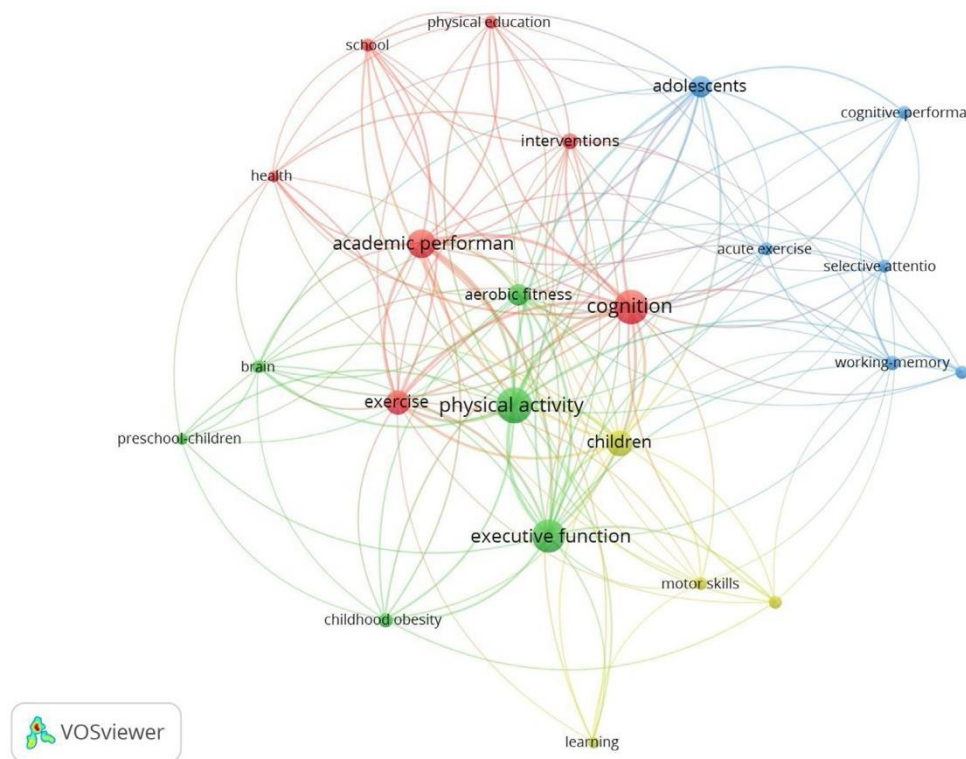 physical education
school
adolescents
cognitive performa
interventions
health
academic performan
acute exercise
selective attentio
aerobic fitness
cognition
brain
working-memory
exercise
physical activity
preschool-children
children
executive function
motor skills
childhood obesity
learning
VOSviewer